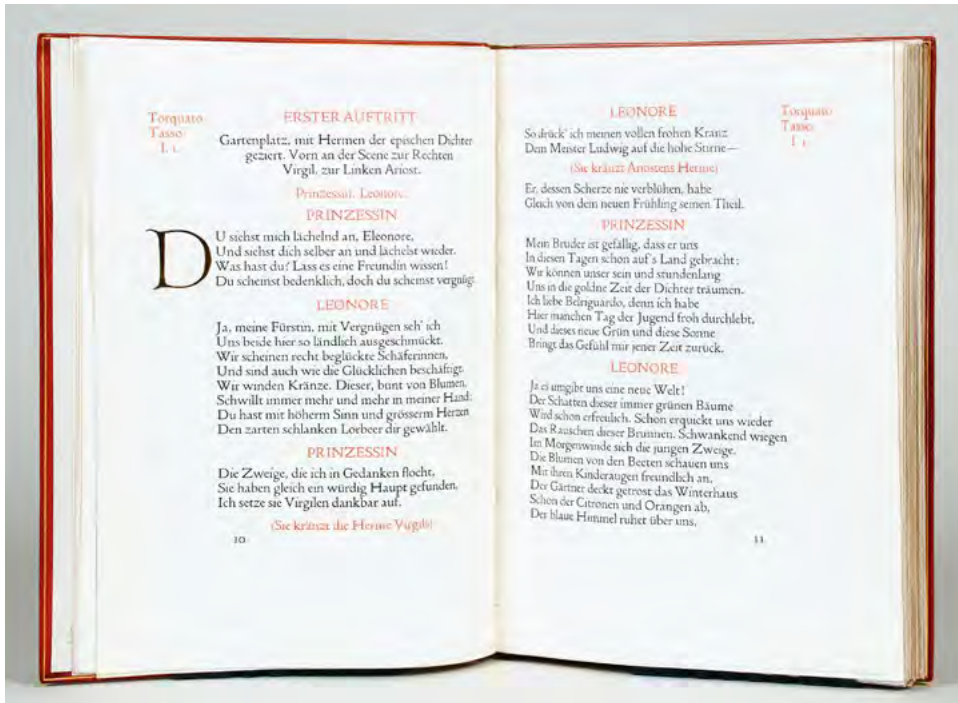 Torquato
Tasso
I. 1.
ERSTER AUFTRITT
Gartenplatz, mit Hermen der epischen Dichter
geziert. Vorn an der Scene zur Rechten
Virgil, zur Linken Ariost.
Prinzessin. Leonore.
PRINZESSIN
DU siehst mich lächelnd an, Eleonore,
Und siehst dich selber an und lächelst wieder.
Was hast du? Lass es eine Freundin wissen!
Du scheinst bedenklich, doch du scheinst vergnügt.
LEONORE
Ja, meine Fürstin, mit Vergnügen seh' ich
Uns beide hier so ländlich ausgeschmückt.
Wir scheinen recht beglückte Schäferinnen,
Und sind auch wie die Glücklichen beschäftigt.
Wir winden Kränze. Dieser, bunt von Blumen,
Schwillt immer mehr und mehr in meiner Hand;
Du hast mit höherm Sinn und grösserm Herzen
Den zarten schlanken Lorbeer dir gewählt.
PRINZESSIN
Die Zweige, die ich in Gedanken flocht,
Sie haben gleich ein würdig Haupt gefunden,
Ich setze sie Virgilen dankbar auf.
(Sie kränzt die Herme Virgils)
10
LEONORE
So drück' ich meinen vollen frohen Kranz
Dem Meister Ludwig auf die hohe Stirne—
(Sie kränzt Ariostens Herme)
Er, dessen Scherze nie verblühen, habe
Gleich von dem neuen Frühling seinen Theil.
PRINZESSIN
Mein Bruder ist gefällig, dass er uns
In diesen Tagen schon auf's Land gebracht;
Wir können unser sein und stundenlang
Uns in die goldne Zeit der Dichter träumen.
Ich liebe Belriguardo, denn ich habe
Hier manchen Tag der Jugend froh durchlebt,
Und dieses neue Grün und diese Sonne
Bringt das Gefühl mir jener Zeit zurück.
LEONORE
Ja es umgibt uns eine neue Welt!
Der Schatten dieser immer grünen Bäume
Wird schon erfreulich. Schon erquickt uns wieder
Das Rauschen dieser Brunnen. Schwankend wiegen
Im Morgenwinde sich die jungen Zweige.
Die Blumen von den Beeten schauen uns
Mit ihren Kinderaugen freundlich an.
Der Gärtner deckt getrost das Winterhaus
Schon der Citronen und Orangen ab,
Der blaue Himmel ruhet über uns,
11
Torquato
Tasso
I. 1.